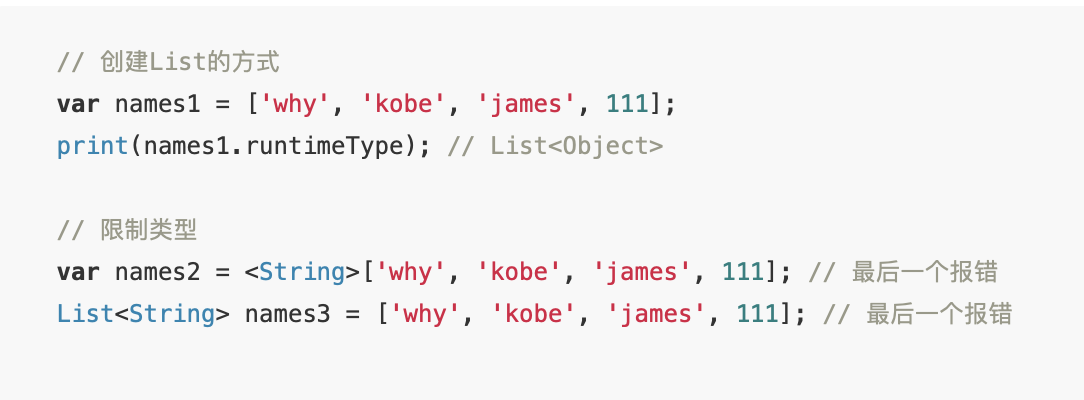 // 创建List的方式
var names1 = ['why', 'kobe', 'james', 111];
print(names1.runtimeType); // List<Object>
// 限制类型
var names2 = <String>['why', 'kobe', 'james', 111]; // 最后一个报错
List<String> names3 = ['why', 'kobe', 'james', 111]; // 最后一个报错